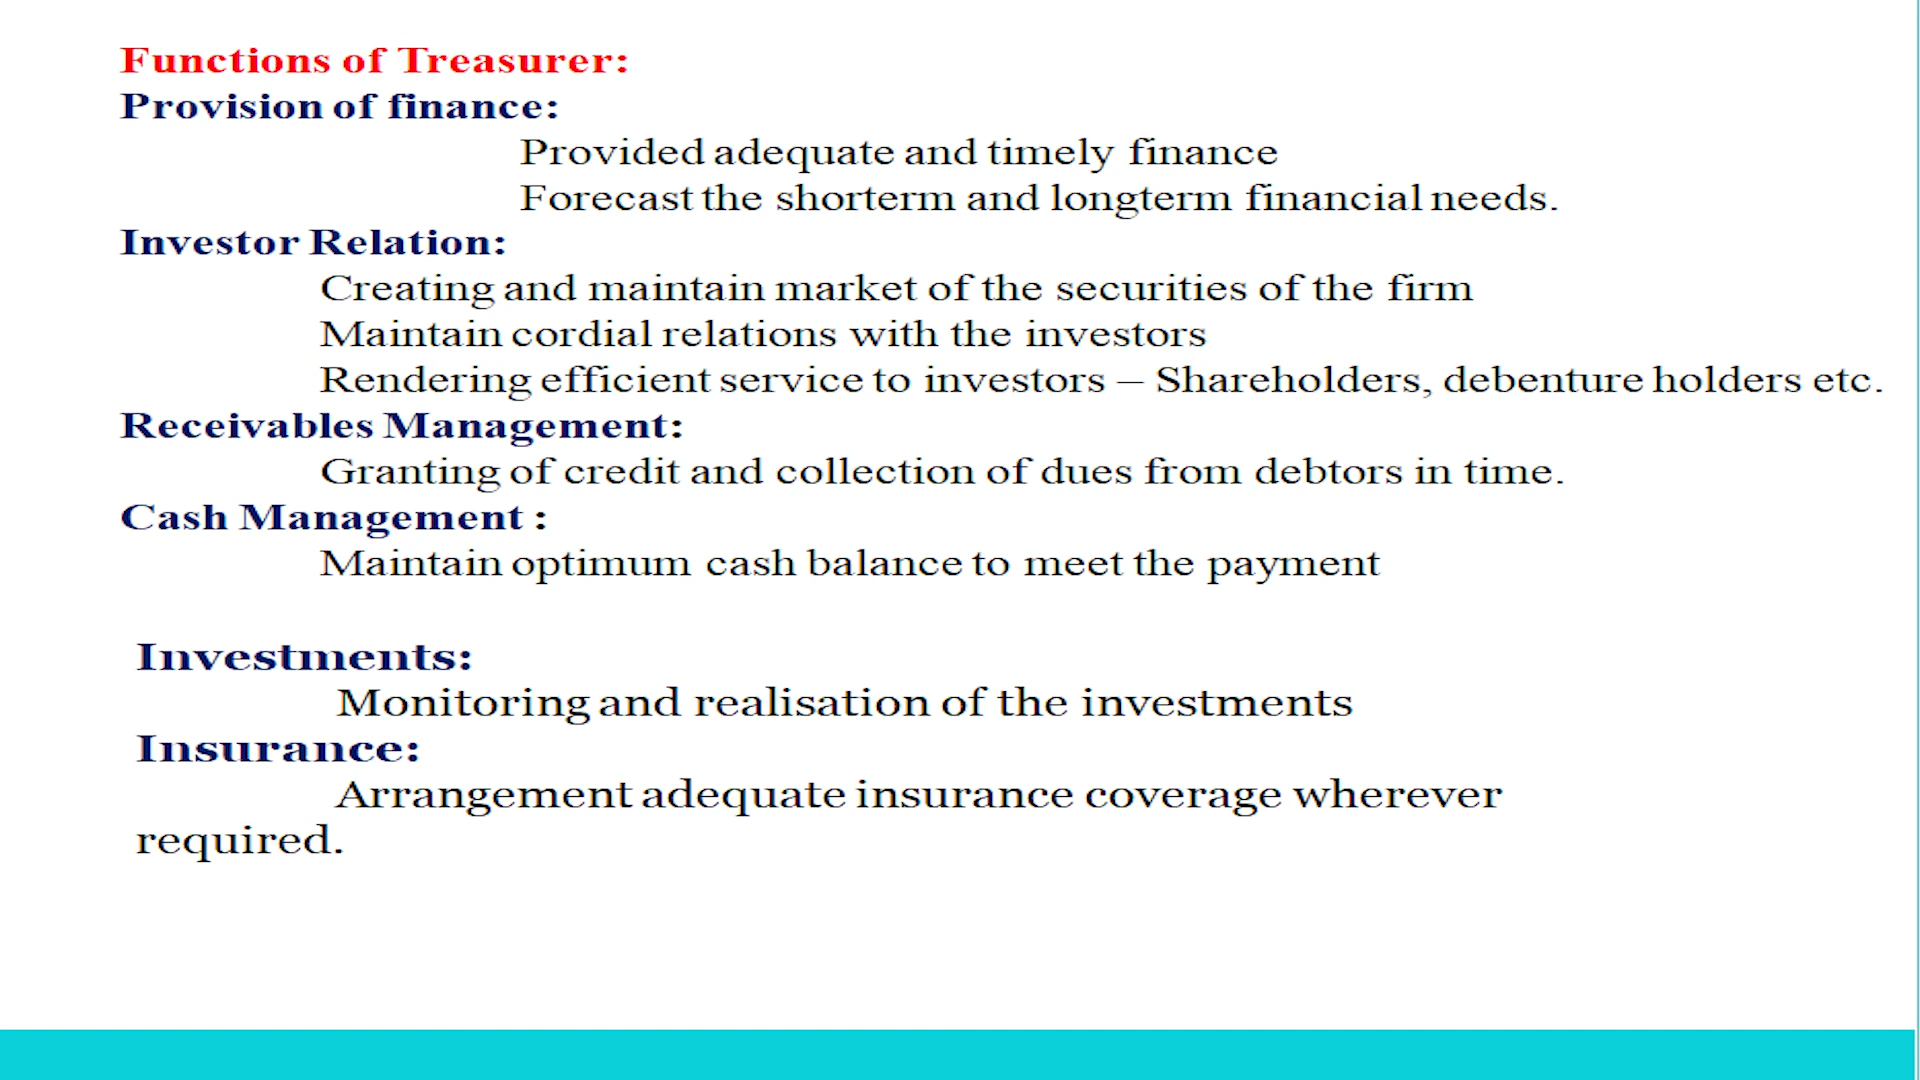 Functions of Treasurer:
Provision of finance:
Provided adequate and timely finance
Forecast the shorterm and longterm financial needs.
Investor Relation:
Creating and maintain market of the securities of the firm
Maintain cordial relations with the investors
Rendering efficient service to investors – Shareholders, debenture holders etc.
Receivables Management:
Granting of credit and collection of dues from debtors in time.
Cash Management :
Maintain optimum cash balance to meet the payment
Investments:
Monitoring and realisation of the investments
Insurance:
Arrangement adequate insurance coverage wherever
required.